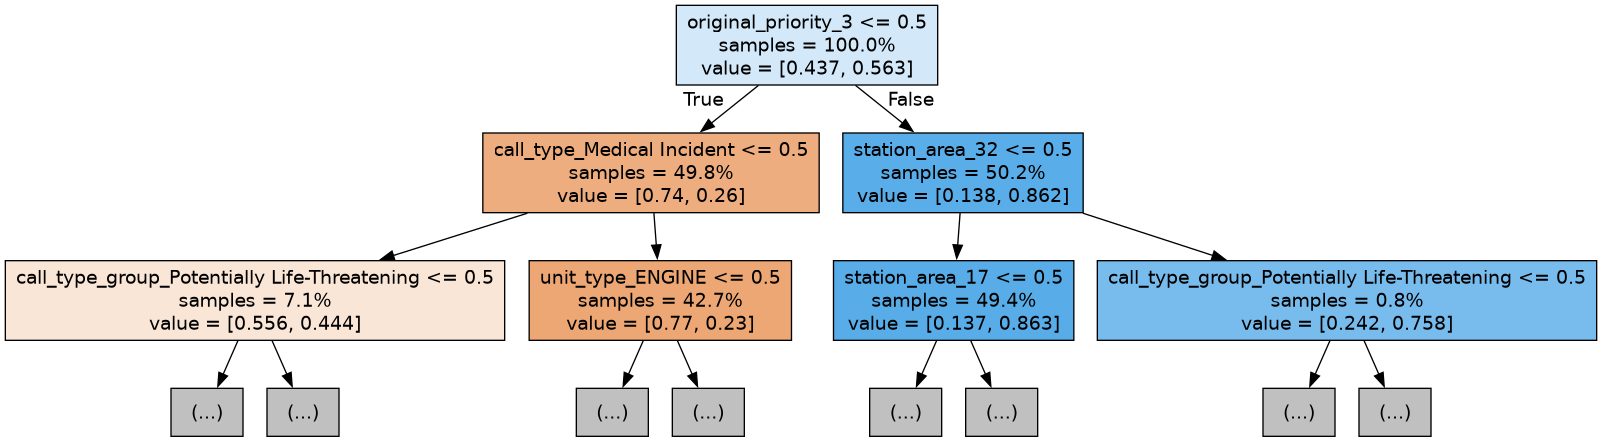 original_priority_3 <= 0.5
samples = 100.0%
value = [0.437, 0.563]
True
False
call_type_Medical Incident <= 0.5
samples = 49.8%
value = [0.74, 0.26]
station_area_32 <= 0.5
samples = 50.2%
value = [0.138, 0.862]
call_type_group_Potentially Life-Threatening <= 0.5
samples = 7.1%
value = [0.556, 0.444]
unit_type_ENGINE <= 0.5
samples = 42.7%
value = [0.77, 0.23]
station_area_17 <= 0.5
samples = 49.4%
value = [0.137, 0.863]
call_type_group_Potentially Life-Threatening <= 0.5
samples = 0.8%
value = [0.242, 0.758]
(...)
(...)
(...)
(...)
(...)
(...)
(...)
(...)